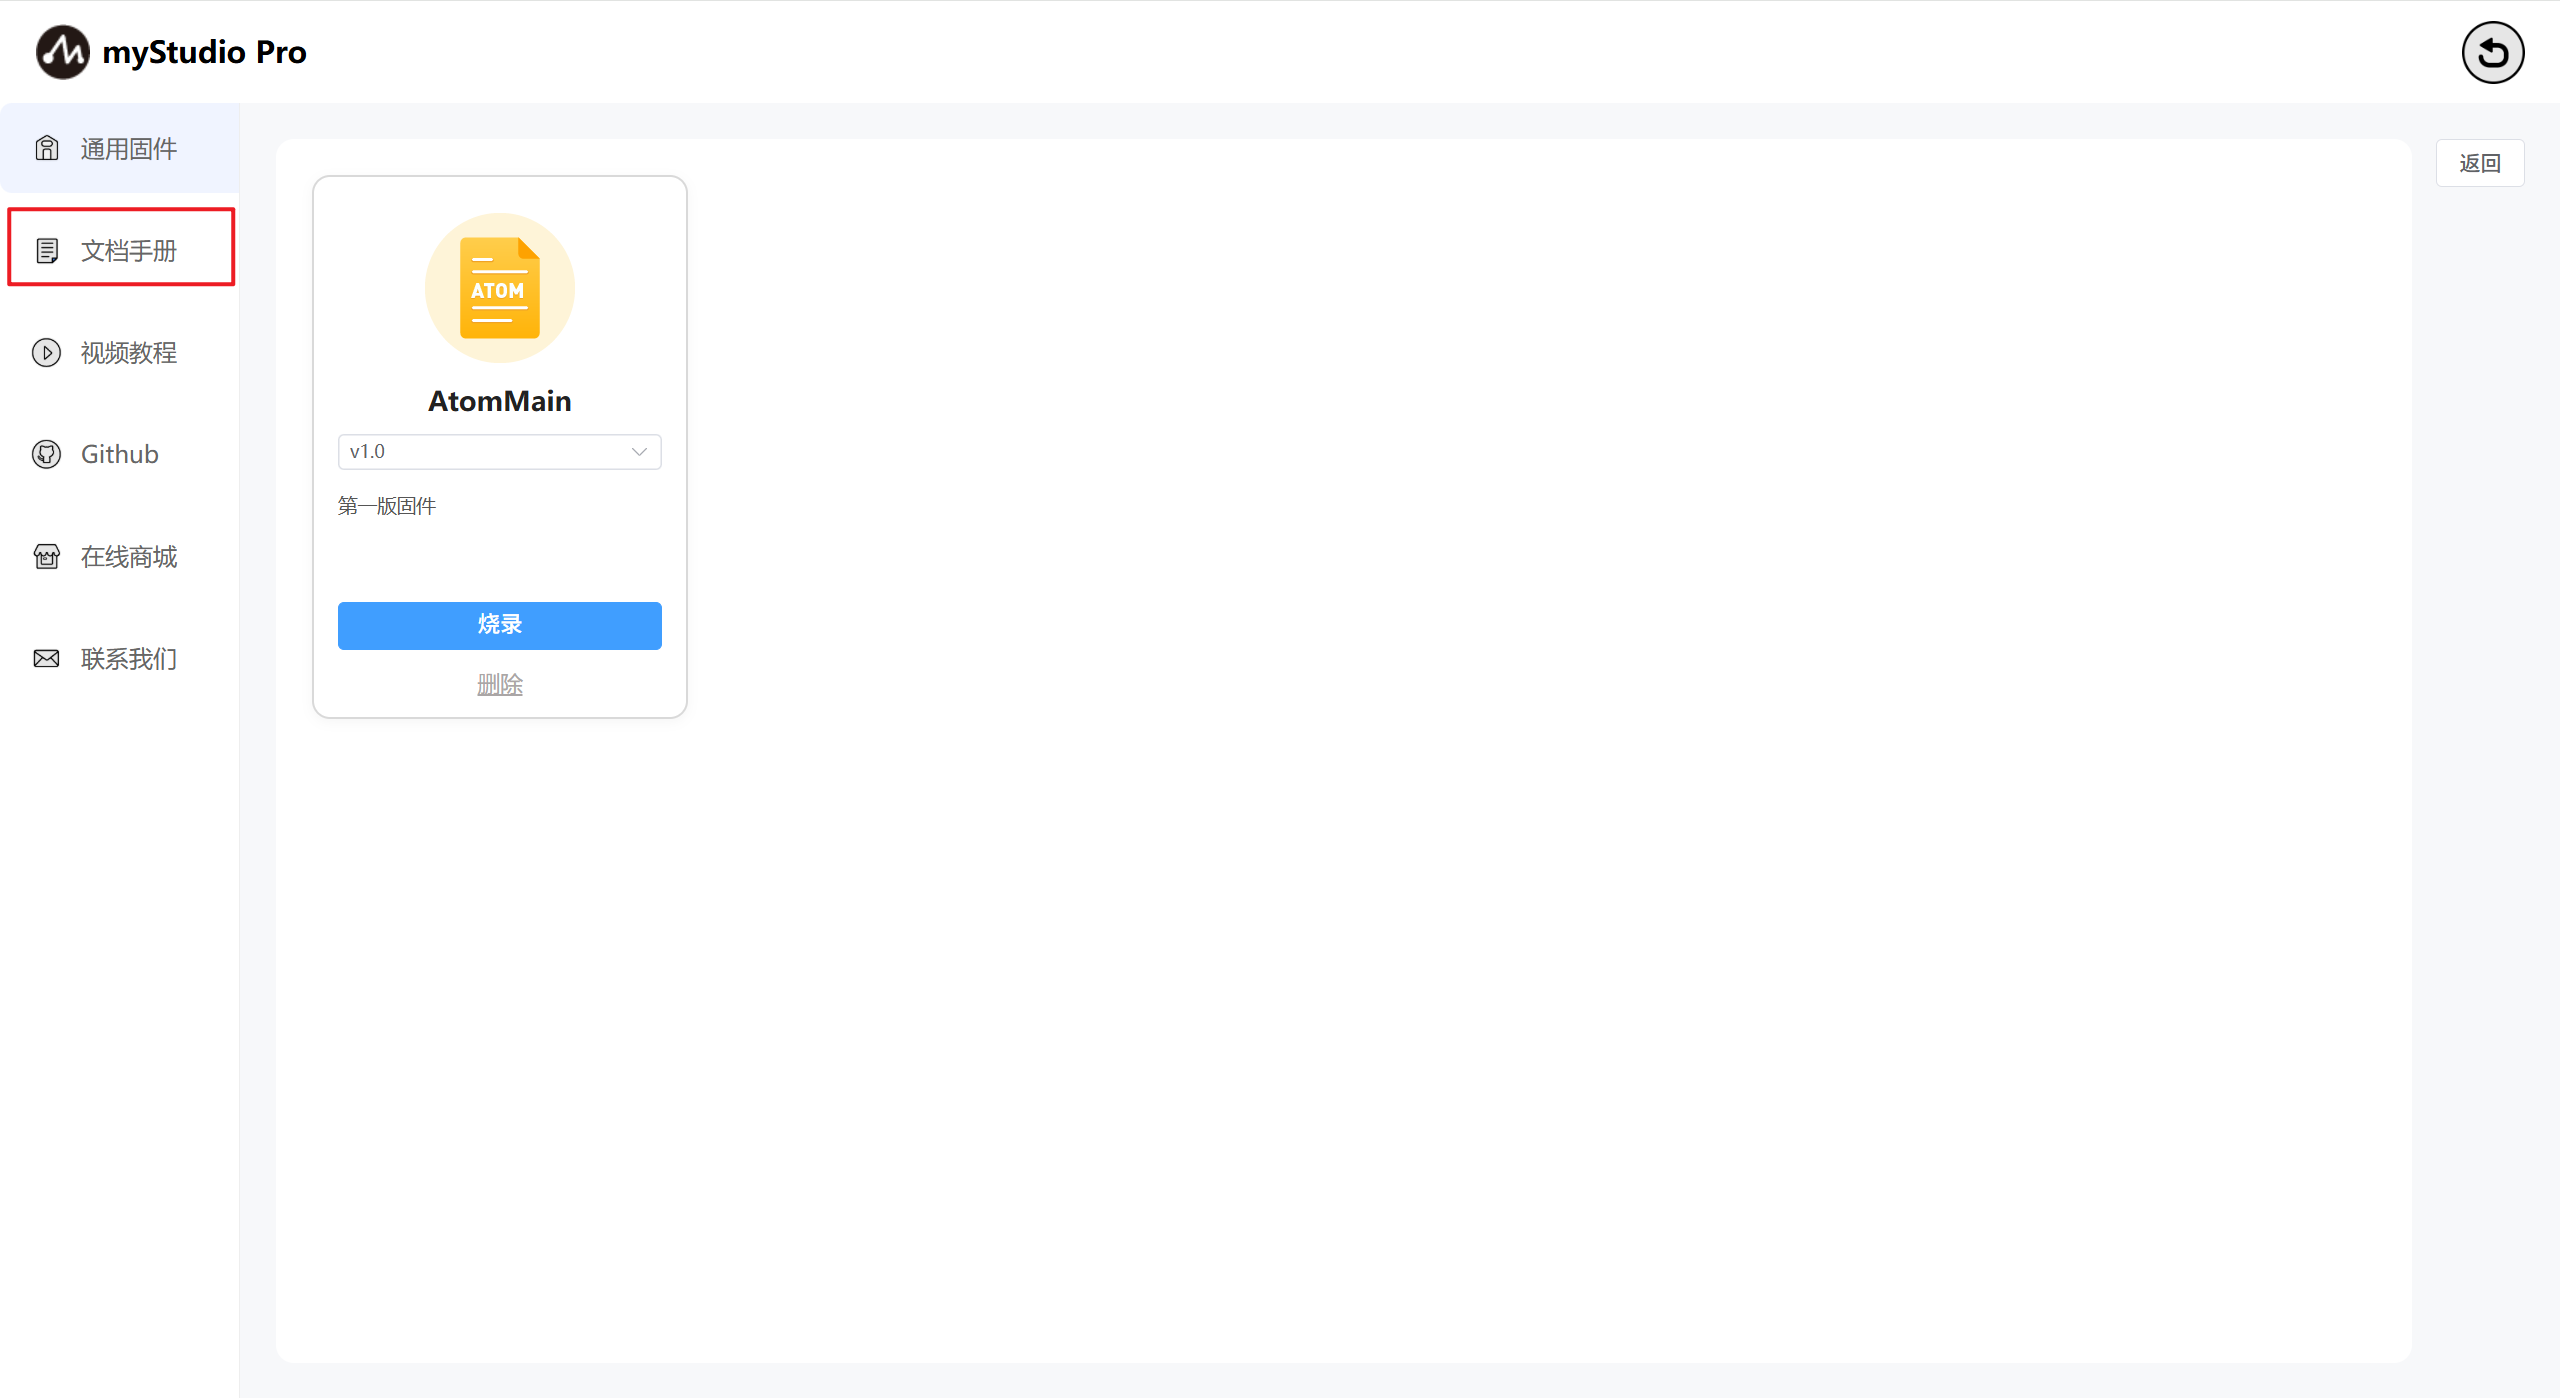 myStudio Pro
通用固件
文档手册
视频教程
Github
在线商城
联系我们
返回
ATOM
AtomMain
v1.0
第一版固件
烧录
删除